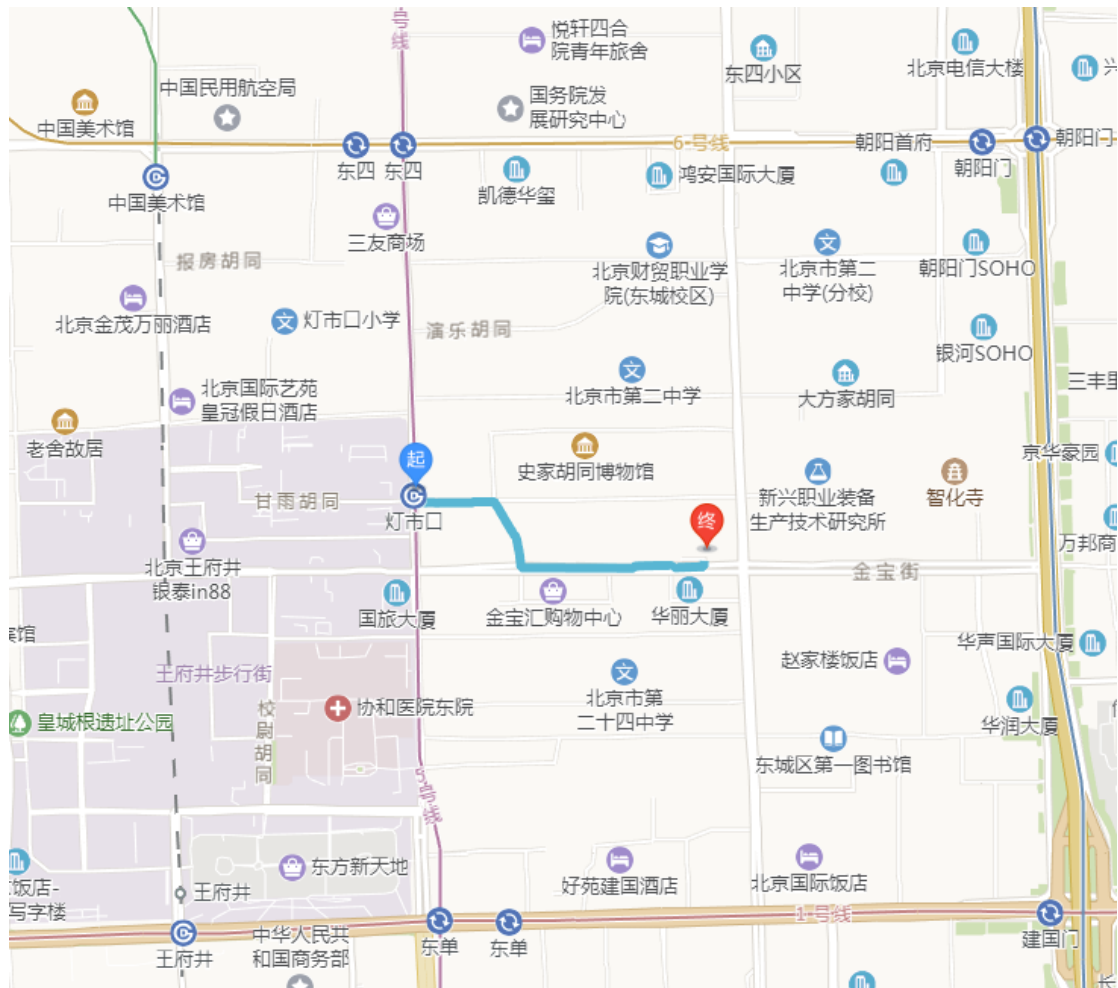 号线
悦轩四合
院青年旅舍
东四小区
北京电信大楼
兴
中国民用航空局
国务院发
展研究中心
中国美术馆
6号线
朝阳首府
朝阳门
朝阳门
东四
东四
凯德华玺
鸿安国际大厦
中国美术馆
三友商场
报房胡同
北京财贸职业学
院(东城校区)
北京市第二
中学(分校)
朝阳门SOHO
北京金茂万丽酒店
文
灯市口小学
演乐胡同
文
银河SOHO
北京国际艺苑
皇冠假日酒店
文
北京市第二中学
大方家胡同
三丰里
老舍故居
起
史家胡同博物馆
京华豪园
甘雨胡同
灯市口
新兴职业装备
生产技术研究所
智化寺
终
万邦商
北京王府井
银泰in88
金宝街
国旅大厦
金宝汇购物中心
华丽大厦
宾馆
王府井步行街
赵家楼饭店
华声国际大厦
文
北京市第
二十四中学
校尉胡同
协和医院东院
皇城根遗址公园
华润大厦
东城区第一图书馆
5号线
东方新天地
饭店-
写字楼
王府井
好苑建国酒店
北京国际饭店
1号线
王府井
中华人民共
和国商务部
东单
东单
建国门
长